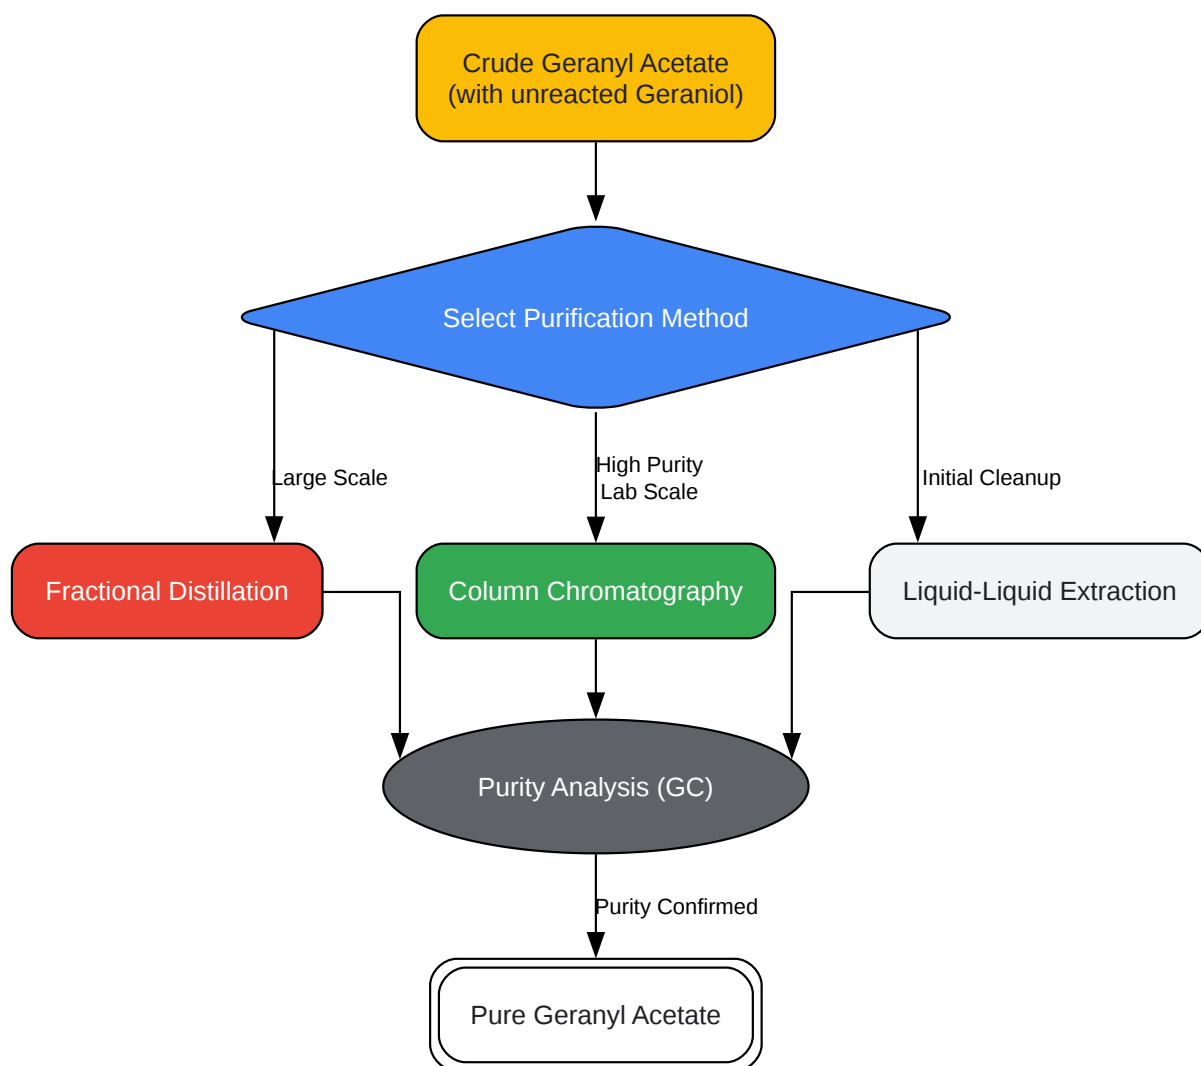 Crude Geranyl Acetate
(with unreacted Geraniol)
Select Purification Method
Large Scale
High Purity
Lab Scale
Initial Cleanup
Fractional Distillation
Column Chromatography
Liquid-Liquid Extraction
Purity Analysis (GC)
Purity Confirmed
Pure Geranyl Acetate